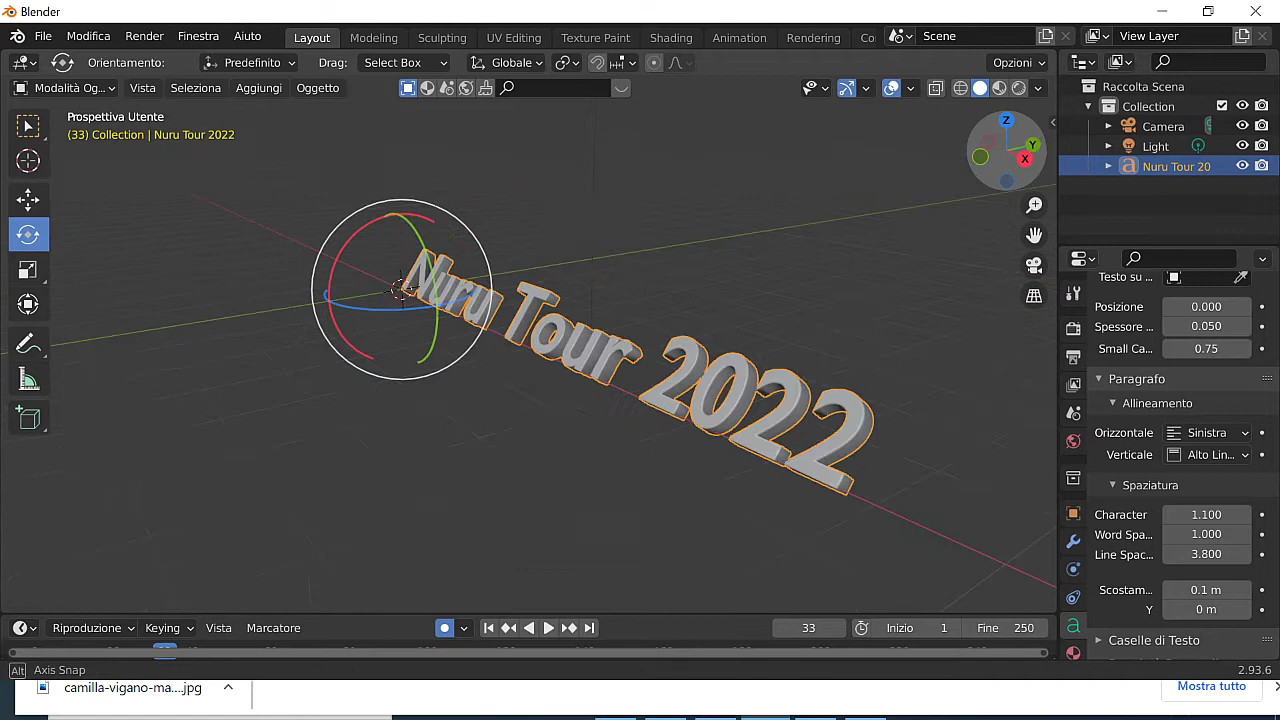 Blender
File Modifica Render Finestra Aiuto Layout Modeling Sculpting UV Editing Texture Paint Shading Animation Rendering Co Scene View Layer
Orientamento: Predefinito Drag: Select Box Globale Opzioni
Modalità Og... Vista Seleziona Aggiungi Oggetto
Prospettiva Utente
(33) Collection | Nuru Tour 2022
Z
Y
X
Nuru Tour 2022
Raccolta Scena
Collection
Camera
Light
Nuru Tour 20
Testo su
Posizione 0.000
Spessore 0.050
Small Ca... 0.75
Paragrafo
Allineamento
Orizzontale Sinistra
Verticale Alto Lin...
Spaziatura
Character 1.100
Word Spa... 1.000
Line Spac... 3.800
Scostam... 0.1 m
Y 0 m
Caselle di Testo
Riproduzione Keying Vista Marcatore 33 Inizio 1 Fine 250
Alt Axis Snap 2.93.6
camilla-vigano-ma....jpg Mostra tutto